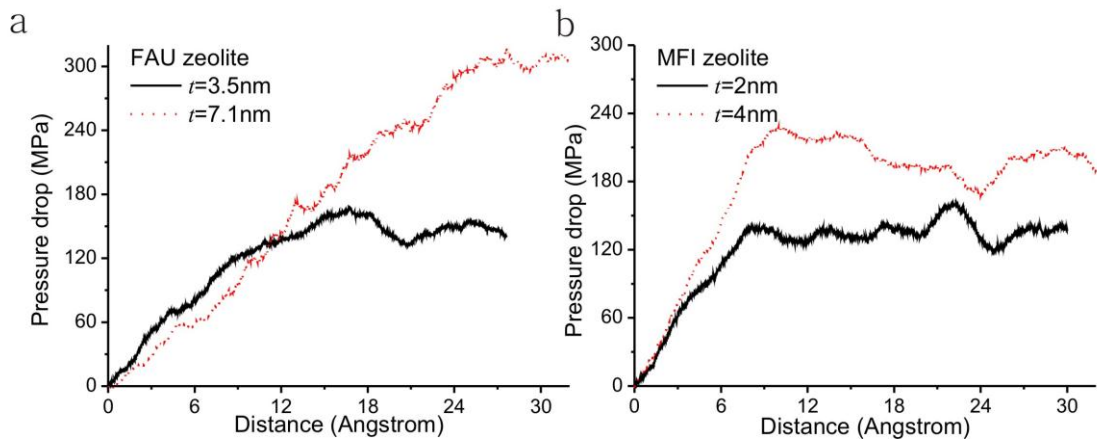 a
FAU zeolite
t=3.5nm
t=7.1nm
Pressure drop (MPa)
300
240
180
120
60
0
0 6 12 18 24 30
Distance (Angstrom)
b
MFI zeolite
t=2nm
t=4nm
Pressure drop (MPa)
300
240
180
120
60
0
0 6 12 18 24 30
Distance (Angstrom)